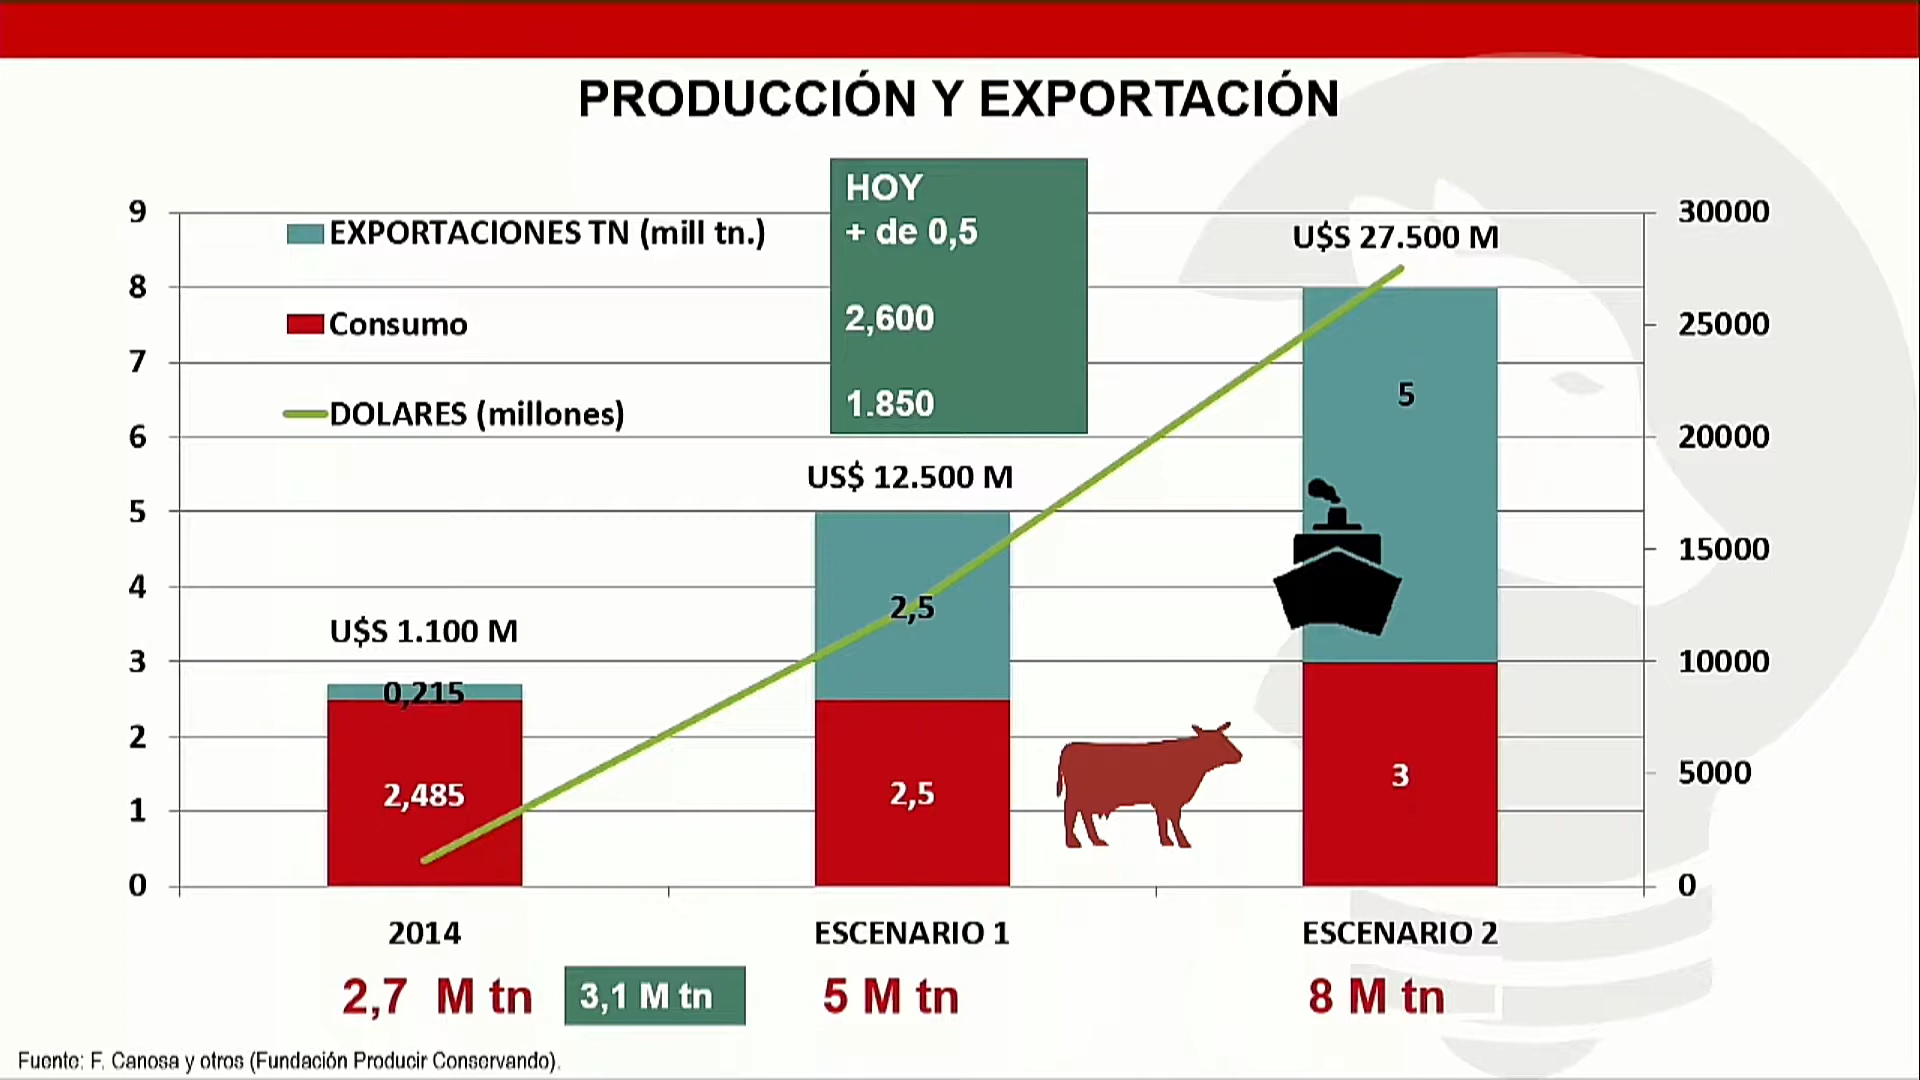 PRODUCCIÓN Y EXPORTACIÓN
HOY
+ de 0,5
2,600
1.850
EXPORTACIONES TN (mill tn.)
Consumo
DOLARES (millones)
9
8
7
6
5
4
3
2
1
0
30000
25000
20000
15000
10000
5000
0
U$S 1.100 M
0,215
2,485
US$ 12.500 M
2,5
2,5
U$S 27.500 M
5
3
2014
ESCENARIO 1
ESCENARIO 2
2,7 M tn
3,1 M tn
5 M tn
8 M tn
Fuente: F. Canosa y otros (Fundación Producir Conservando).